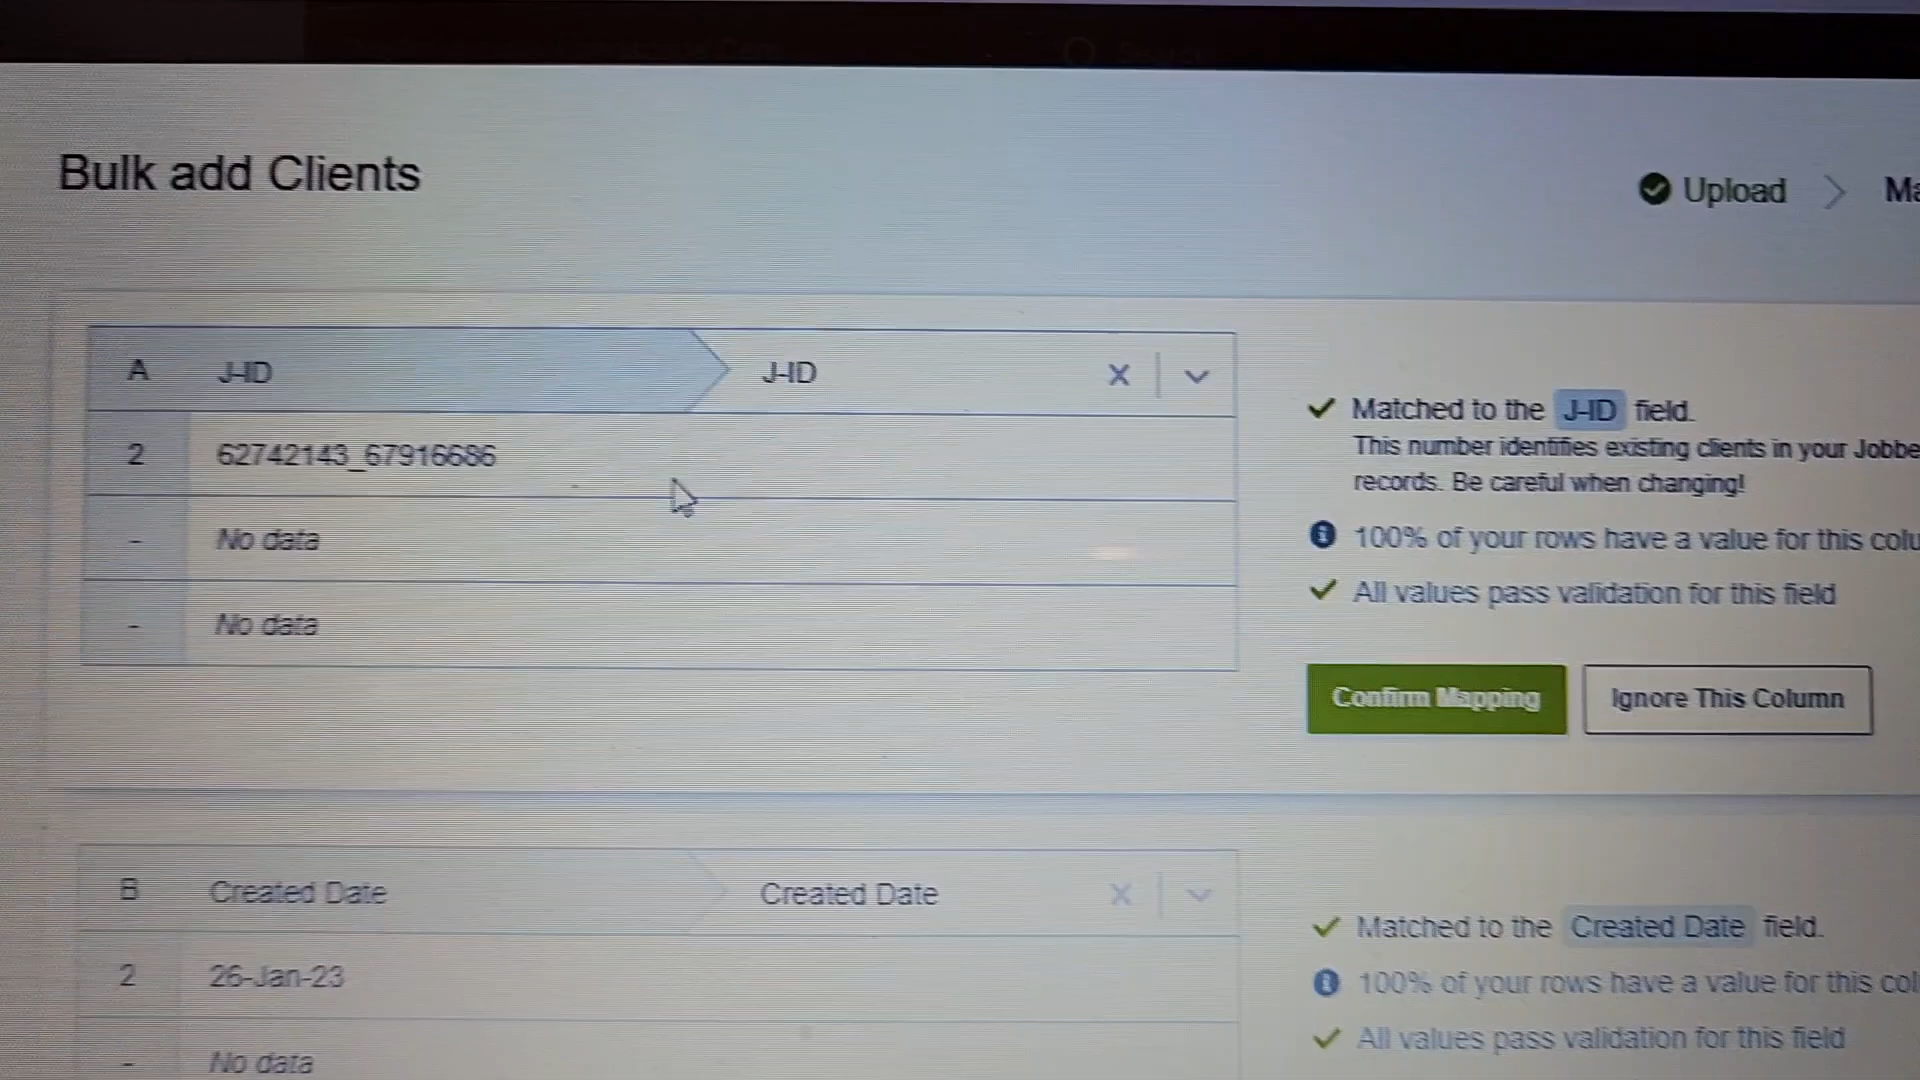 Bulk add Clients
Upload
A J-ID J-ID X
Matched to the J-ID field.
This number identifies existing clients in your Jobbe
records. Be careful when changing!
2 62742143_67916686
100% of your rows have a value for this colu
- No data
All values pass validation for this field
- No data
Confirm Mapping Ignore This Column
B Created Date Created Date X
Matched to the Created Date field.
2 26-Jan-23
100% of your rows have a value for this col
All values pass validation for this field
- No data